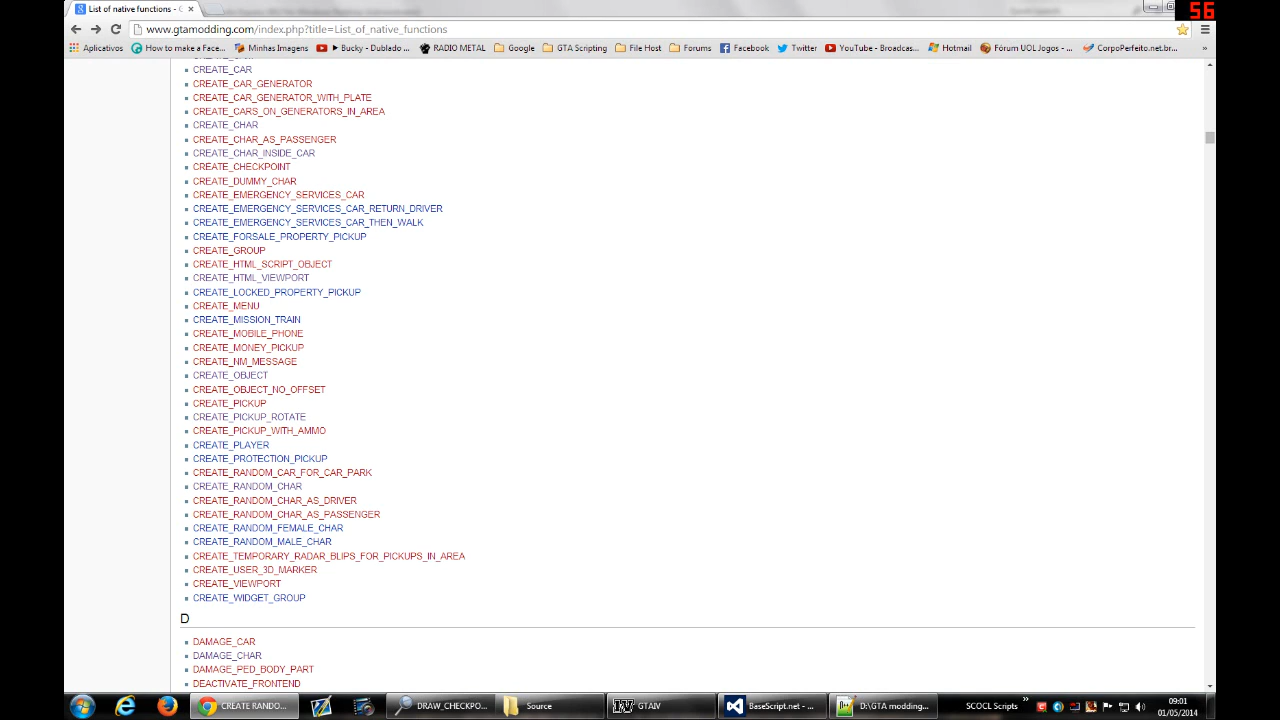 List of native functions - G
56
www.gtamodding.com/index.php?title=List_of_native_functions
Aplicativos
How to make a Face...
Minhas Imagens
Bucky - Dublado ...
RADIO METAL
Google
GTA Scripting
File Host
Forums
Facebook
Twitter
YouTube - Broadcas...
Hotmail
Fórum UOL Jogos - ...
CorpoPerfeito.net.br...
CREATE_CAR
CREATE_CAR_GENERATOR
CREATE_CAR_GENERATOR_WITH_PLATE
CREATE_CARS_ON_GENERATORS_IN_AREA
CREATE_CHAR
CREATE_CHAR_AS_PASSENGER
CREATE_CHAR_INSIDE_CAR
CREATE_CHECKPOINT
CREATE_DUMMY_CHAR
CREATE_EMERGENCY_SERVICES_CAR
CREATE_EMERGENCY_SERVICES_CAR_RETURN_DRIVER
CREATE_EMERGENCY_SERVICES_CAR_THEN_WALK
CREATE_FORSALE_PROPERTY_PICKUP
CREATE_GROUP
CREATE_HTML_SCRIPT_OBJECT
CREATE_HTML_VIEWPORT
CREATE_LOCKED_PROPERTY_PICKUP
CREATE_MENU
CREATE_MISSION_TRAIN
CREATE_MOBILE_PHONE
CREATE_MONEY_PICKUP
CREATE_NM_MESSAGE
CREATE_OBJECT
CREATE_OBJECT_NO_OFFSET
CREATE_PICKUP
CREATE_PICKUP_ROTATE
CREATE_PICKUP_WITH_AMMO
CREATE_PLAYER
CREATE_PROTECTION_PICKUP
CREATE_RANDOM_CAR_FOR_CAR_PARK
CREATE_RANDOM_CHAR
CREATE_RANDOM_CHAR_AS_DRIVER
CREATE_RANDOM_CHAR_AS_PASSENGER
CREATE_RANDOM_FEMALE_CHAR
CREATE_RANDOM_MALE_CHAR
CREATE_TEMPORARY_RADAR_BLIPS_FOR_PICKUPS_IN_AREA
CREATE_USER_3D_MARKER
CREATE_VIEWPORT
CREATE_WIDGET_GROUP
D
DAMAGE_CAR
DAMAGE_CHAR
DAMAGE_PED_BODY_PART
DEACTIVATE_FRONTEND
CREATE RANDO...
DRAW_CHECKPO...
Source
GTAIV
BaseScript.net - ...
D:\GTA modding...
SCOCL Scripts
09:01
01/05/2014